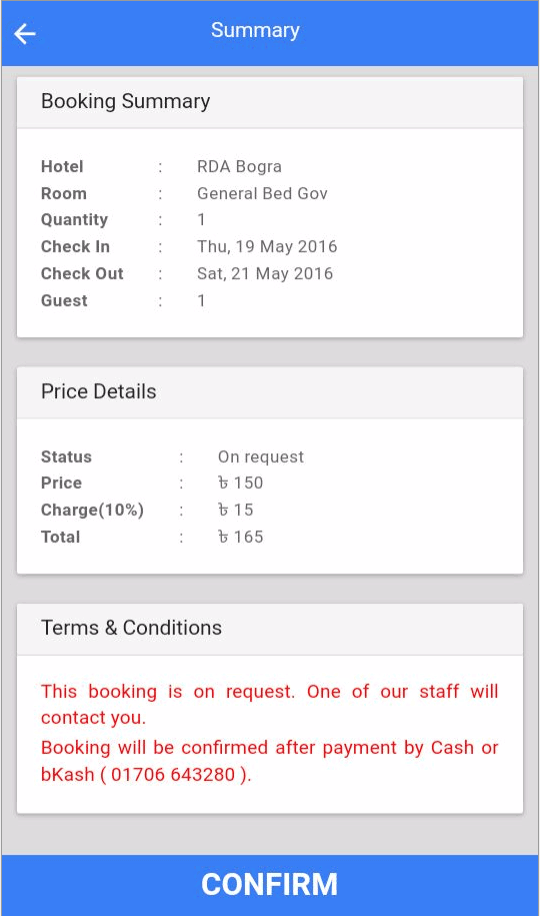 Summary
Booking Summary
Hotel : RDA Bogra
Room : General Bed Gov
Quantity : 1
Check In : Thu, 19 May 2016
Check Out : Sat, 21 May 2016
Guest : 1
Price Details
Status : On request
Price : ৳ 150
Charge(10%) : ৳ 15
Total : ৳ 165
Terms & Conditions
This booking is on request. One of our staff will
contact you.
Booking will be confirmed after payment by Cash or
bKash ( 01706 643280 ).
CONFIRM